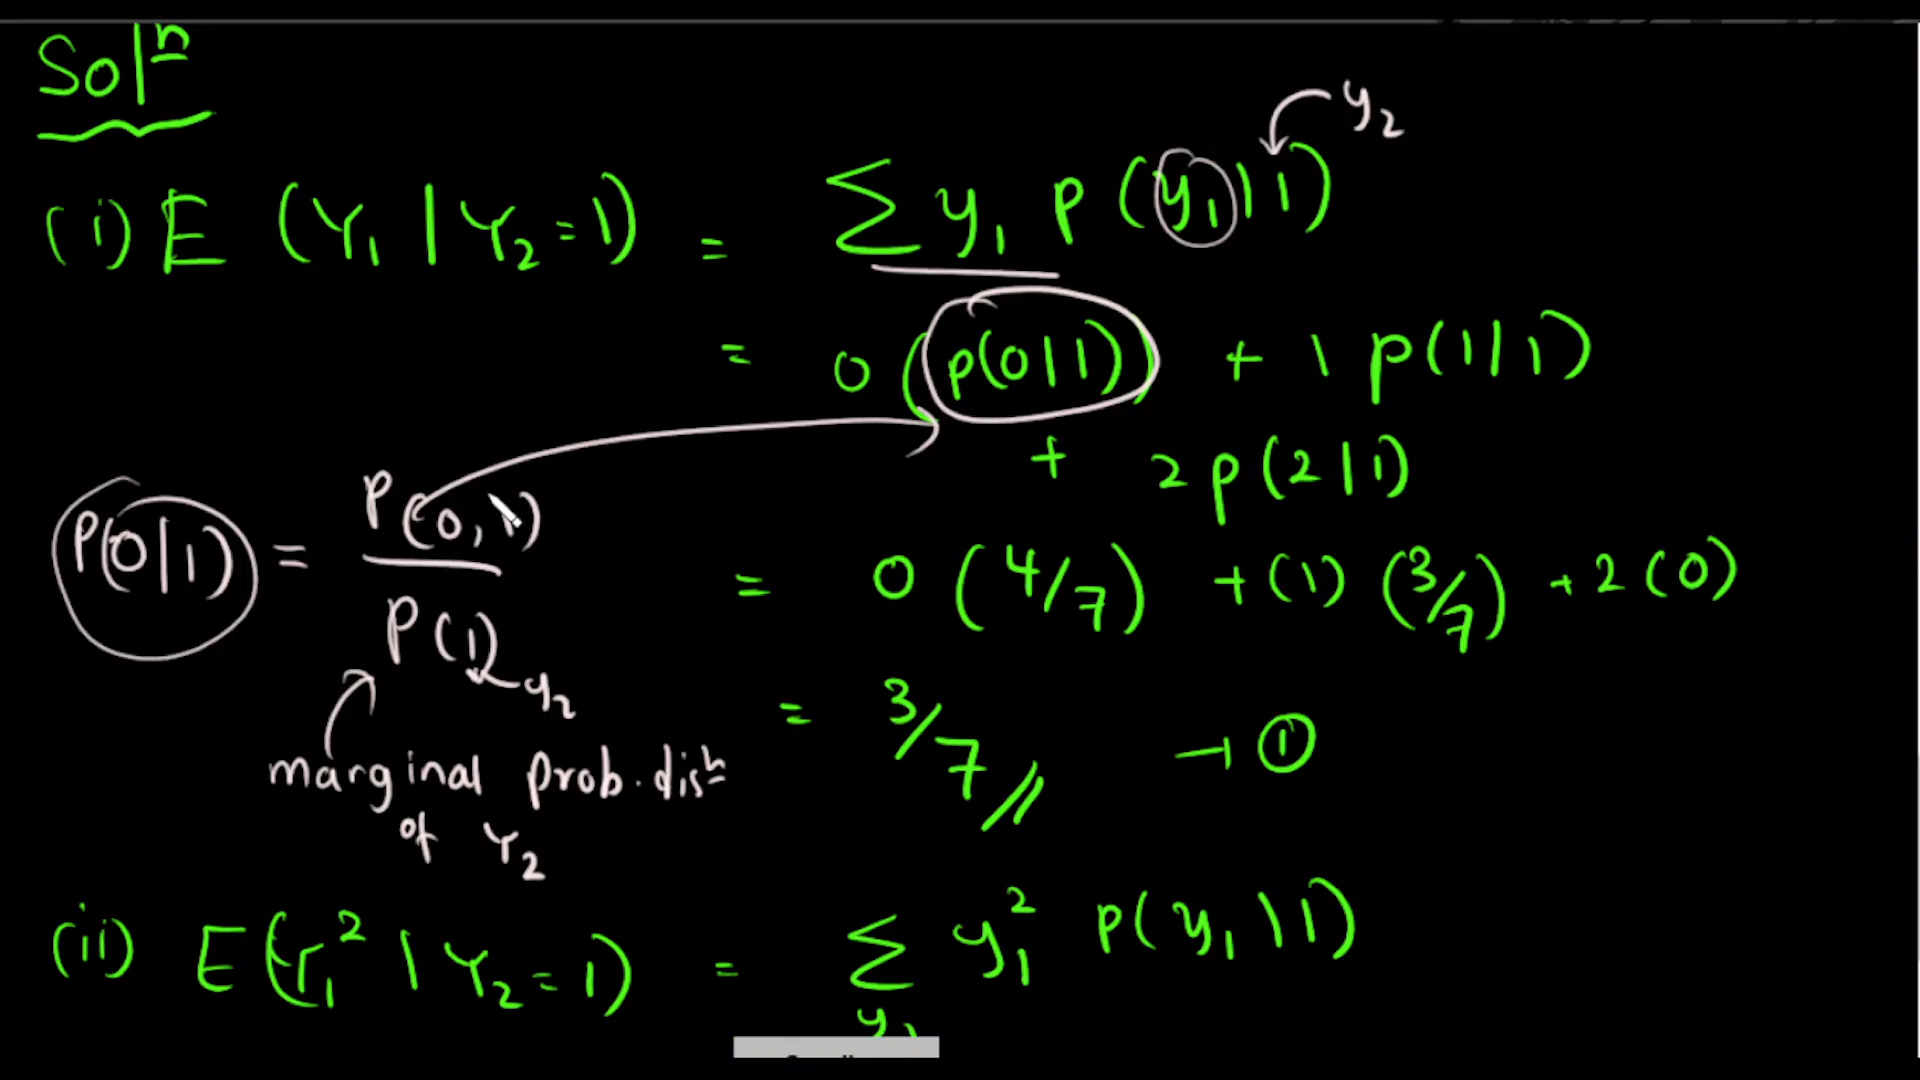 Solⁿ
y₂
(i) E (Y₁ | Y₂ = 1) = Σ y₁ p (y₁ | 1)
= 0 (p(0|1)) + 1 p(1|1)
+ 2 p(2|1)
P(0|1) = P(0,1) / P(1)
y₂
marginal prob. distⁿ
of Y₂
= 0 (4/7) + (1) (3/7) + 2 (0)
= 3/7 → ①
(ii) E(Y₁² | Y₂ = 1) = Σ y₁² p(y₁ | 1)
y₁